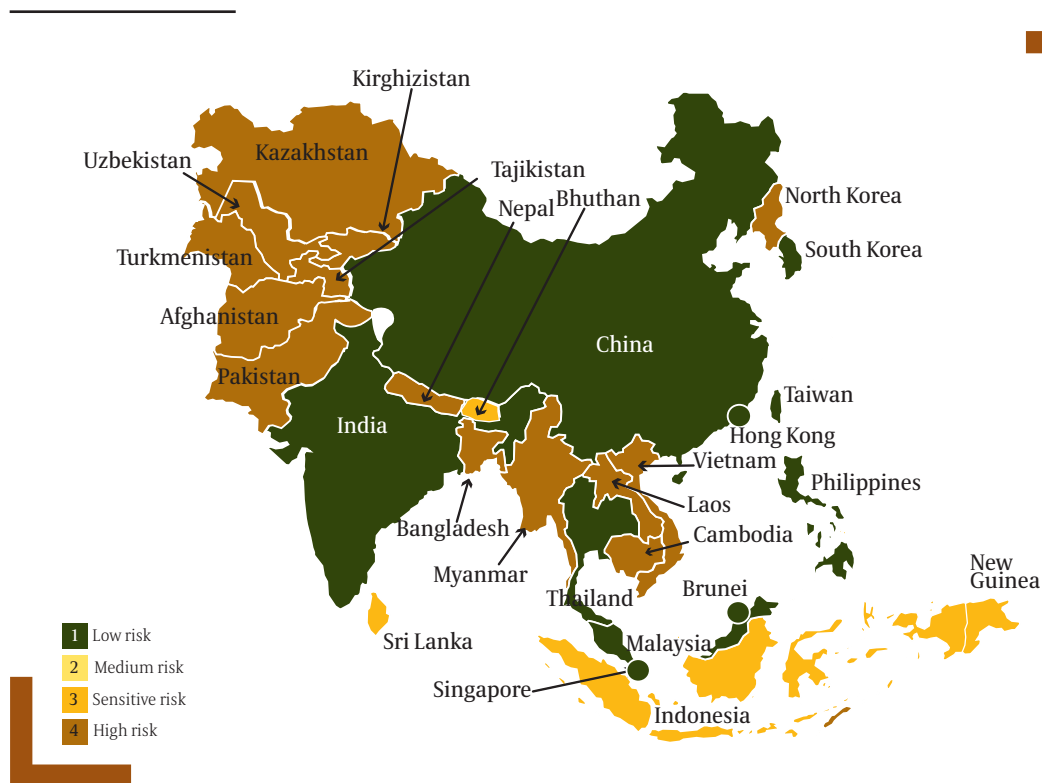 Kirghizistan
Kazakhstan
Uzbekistan
Tajikistan
Nepal
Bhuthan
North Korea
South Korea
Turkmenistan
Afghanistan
China
Pakistan
Taiwan
India
Hong Kong
Vietnam
Philippines
Laos
Bangladesh
Cambodia
Myanmar
New
Guinea
Brunei
Thailand
Sri Lanka
Malaysia
Singapore
Indonesia
1 Low risk
2 Medium risk
3 Sensitive risk
4 High risk